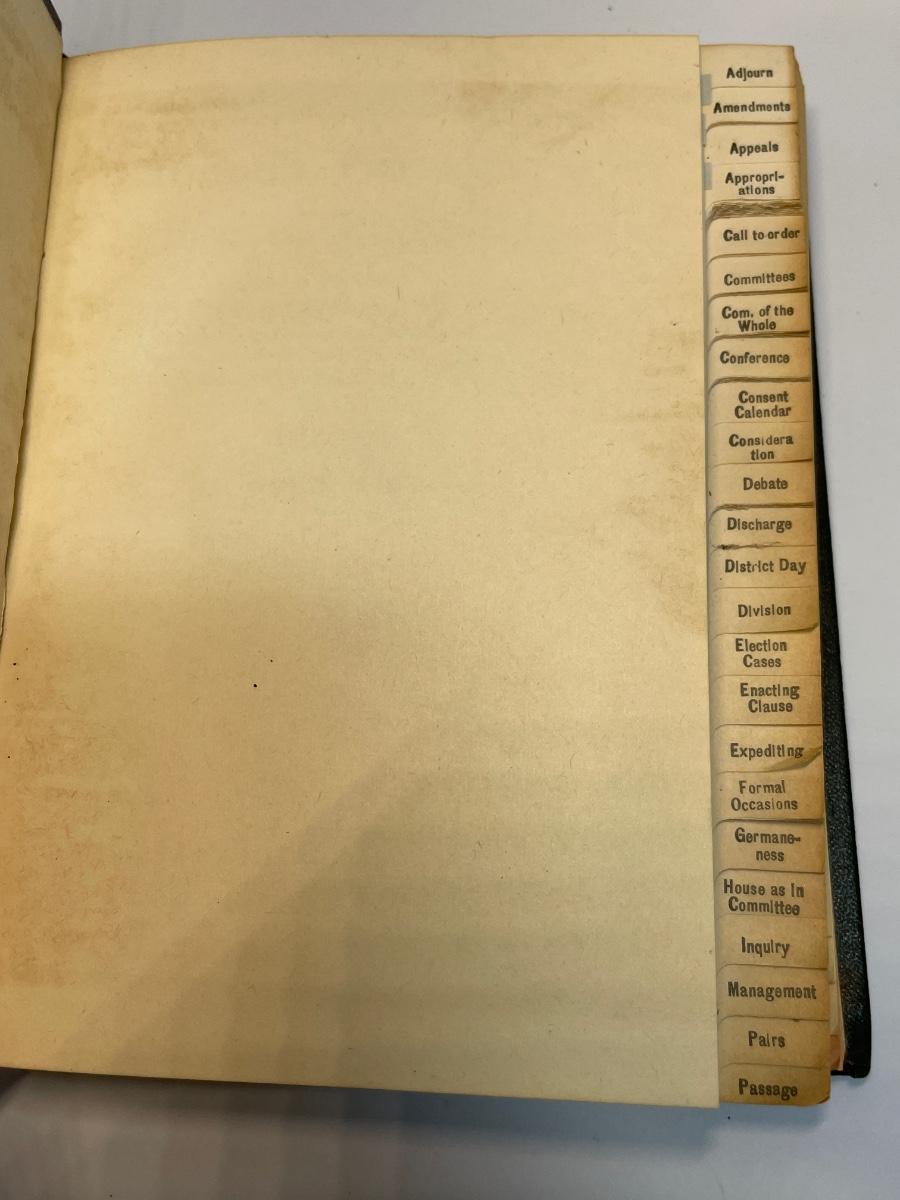 Adjourn
Amendments
Appeals
Appropri-
ations
Call to order
Committees
Com. of the
Whole
Conference
Consent
Calendar
Considera
tion
Debate
Discharge
District Day
Division
Election
Cases
Enacting
Clause
Expediting
Formal
Occasions
Germane-
ness
House as in
Committee
Inquiry
Management
Pairs
Passage